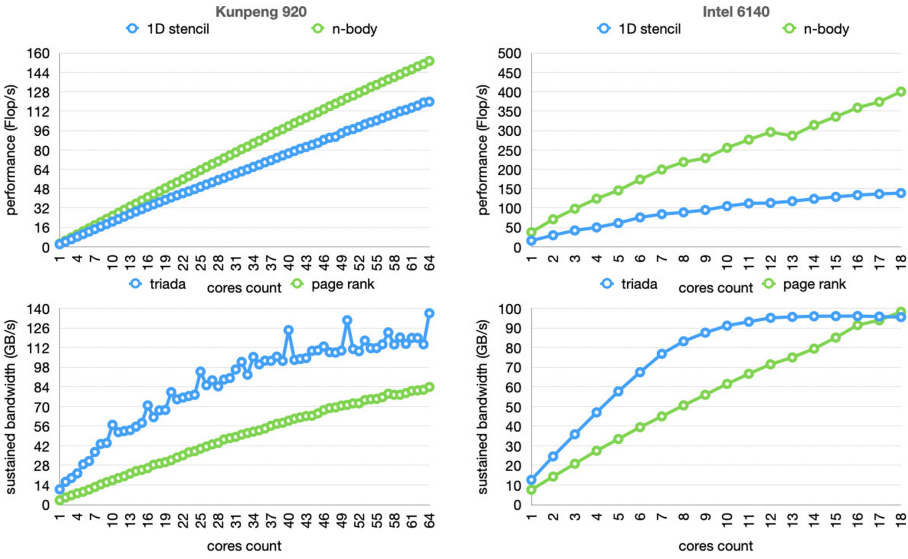 Kunpeng 920
1D stencil n-body
performance (Flop/s)
160
144
128
112
96
80
64
48
32
16
0
1 4 7 10 13 16 19 22 25 28 31 34 37 40 43 46 49 52 55 58 61 64
cores count
Intel 6140
1D stencil n-body
performance (Flop/s)
500
450
400
350
300
250
200
150
100
50
0
1 2 3 4 5 6 7 8 9 10 11 12 13 14 15 16 17 18
cores count
triada page rank
sustained bandwidth (GB/s)
140
126
112
98
84
70
56
42
28
14
0
1 4 7 10 13 16 19 22 25 28 31 34 37 40 43 46 49 52 55 58 61 64
cores count
triada page rank
sustained bandwidth (GB/s)
100
90
80
70
60
50
40
30
20
10
0
1 2 3 4 5 6 7 8 9 10 11 12 13 14 15 16 17 18
cores count